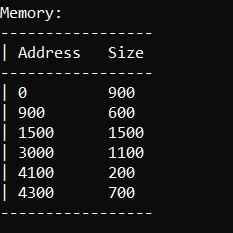 Memory:
-----------------
| Address   Size
-----------------
| 0         900
| 900       600
| 1500      1500
| 3000      1100
| 4100      200
| 4300      700
-----------------